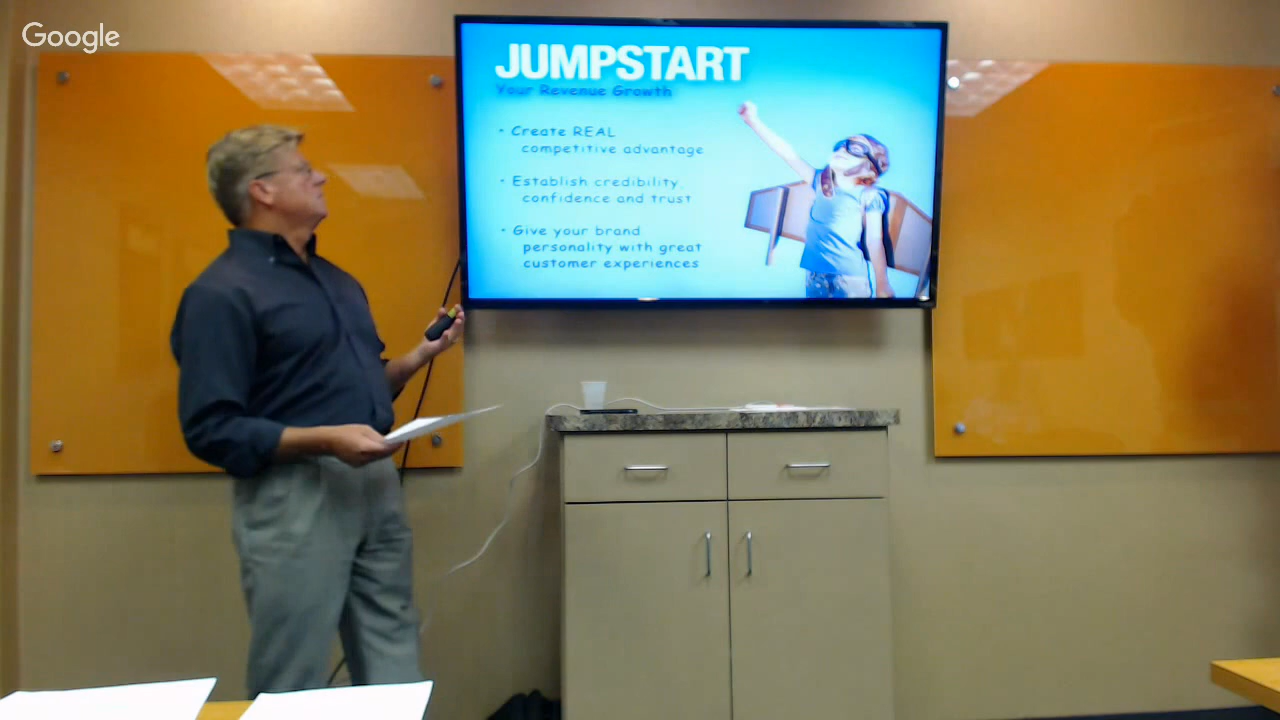 Google
JUMPSTART
Your Revenue Growth
• Create REAL
competitive advantage
• Establish credibility,
confidence and trust
• Give your brand
personality with great
customer experiences